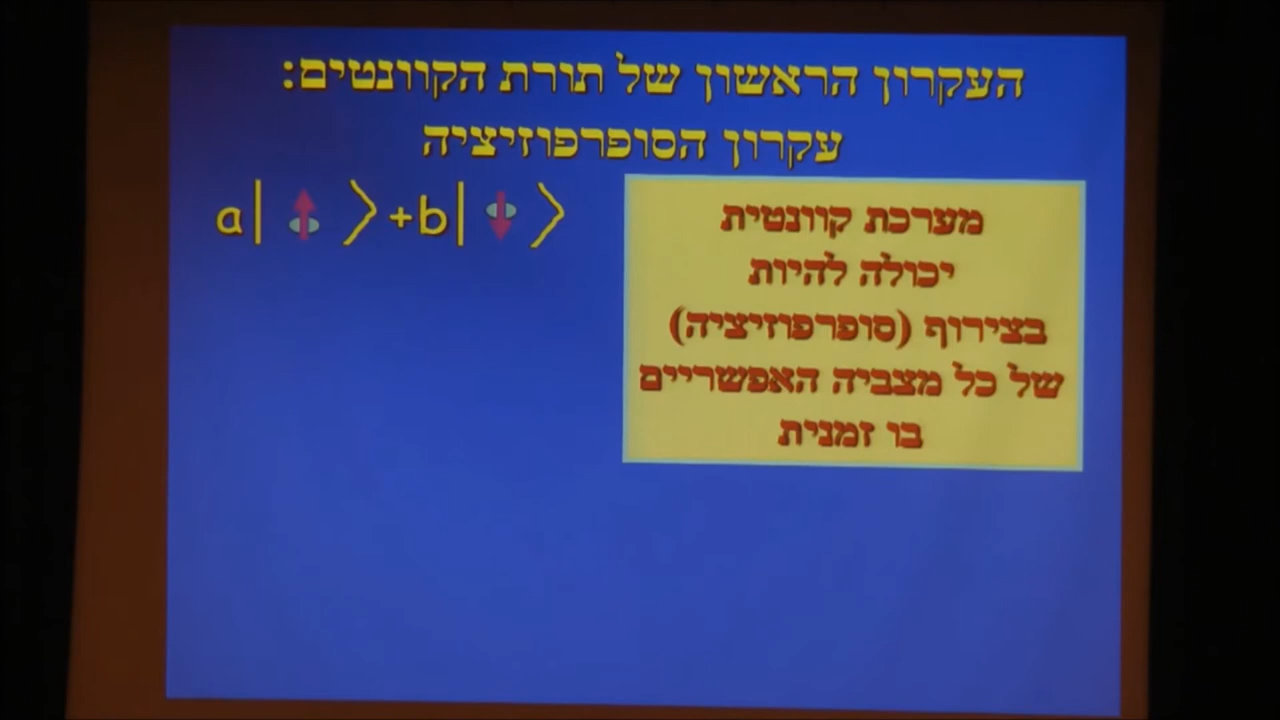 העקרון הראשון של תורת הקוונטים:
עקרון הסופרפוזיציה
a| ↑ 〉+b| ↓ 〉
מערכת קוונטית
יכולה להיות
בצירוף (סופרפוזיציה)
של כל מצביה האפשריים
בו זמנית